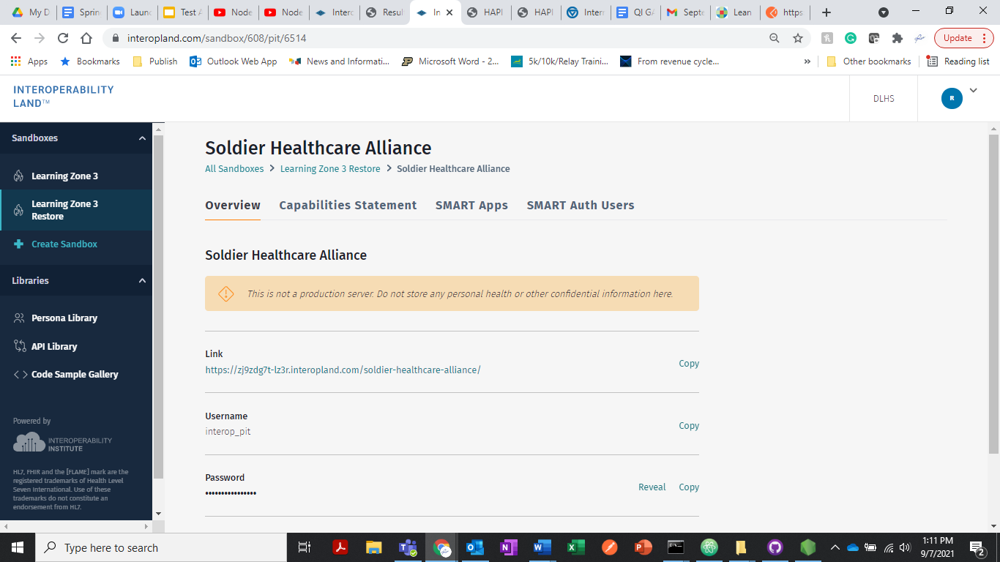 My D
Sprin
Launc
Test A
Node
Node
Interc
Resul
In
HAPI
HAPI
Interr
QI GA
Septe
Lean
https:
interopland.com/sandbox/608/pit/6514
Update
Apps
Bookmarks
Publish
Outlook Web App
News and Informati...
Microsoft Word - 2...
5k/10k/Relay Traini...
From revenue cycle...
»
Other bookmarks
Reading list
INTEROPERABILITY
LAND™
DLHS
R
Sandboxes
Learning Zone 3
Learning Zone 3
Restore
Create Sandbox
Libraries
Persona Library
API Library
Code Sample Gallery
Powered by
INTEROPERABILITY
INSTITUTE
HL7, FHIR and the [FLAME] mark are the
registered trademarks of Health Level
Seven International. Use of these
trademarks do not constitute an
endorsement from HL7.
Soldier Healthcare Alliance
All Sandboxes > Learning Zone 3 Restore > Soldier Healthcare Alliance
Overview Capabilities Statement SMART Apps SMART Auth Users
Soldier Healthcare Alliance
This is not a production server. Do not store any personal health or other confidential information here.
Link
https://zj9zdg7t-lz3r.interopland.com/soldier-healthcare-alliance/
Copy
Username
interop_pit
Copy
Password
••••••••••••••••
Reveal Copy
Type here to search
1:11 PM
9/7/2021
2